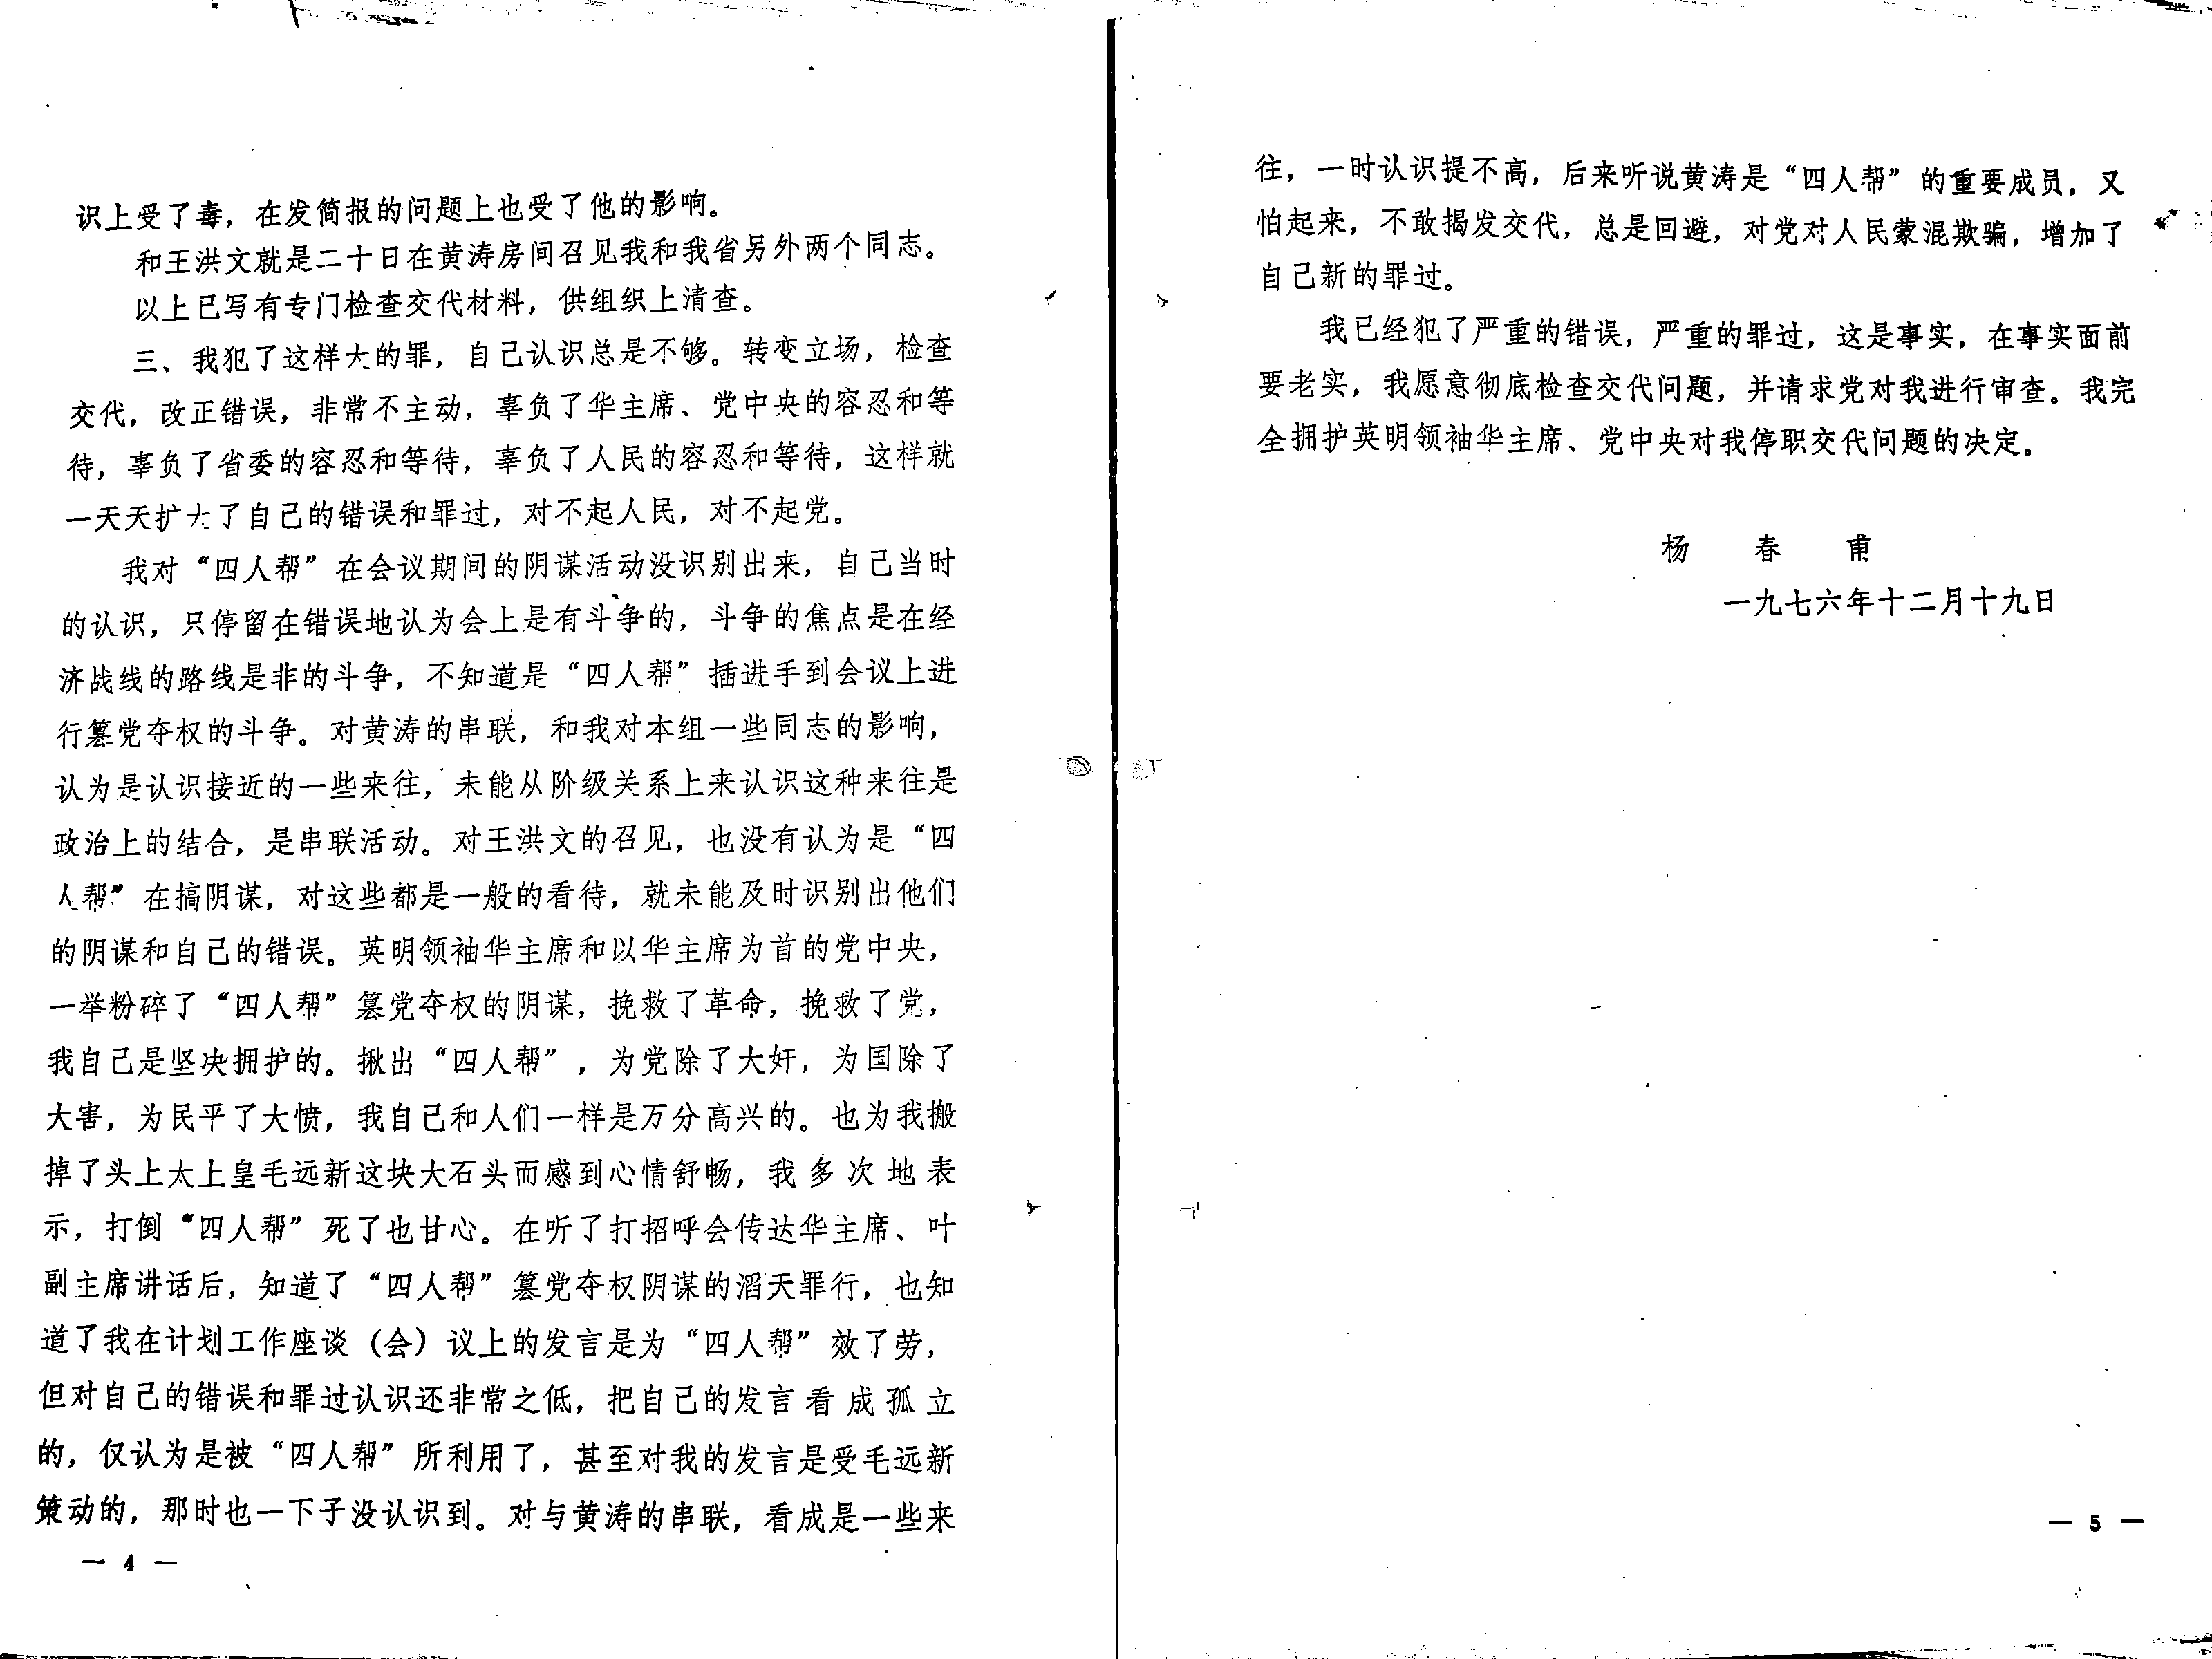 识上受了毒，在发简报的问题上也受了他的影响。
和王洪文就是二十日在黄涛房间召见我和我省另外两个同志。
以上已写有专门检查交代材料，供组织上清查。
三、我犯了这样大的罪，自己认识总是不够。转变立场，检查
交代，改正错误，非常不主动，辜负了华主席、党中央的容忍和等
待，辜负了省委的容忍和等待，辜负了人民的容忍和等待，这样就
一天天扩大了自己的错误和罪过，对不起人民，对不起党。
我对“四人帮”在会议期间的阴谋活动没识别出来，自己当时
的认识，只停留在错误地认为会上是有斗争的，斗争的焦点是在经
济战线的路线是非的斗争，不知道是“四人帮”插进手到会议上进
行篡党夺权的斗争。对黄涛的串联，和我对本组一些同志的影响，
认为是认识接近的一些来往，未能从阶级关系上来认识这种来往是
政治上的结合，是串联活动。对王洪文的召见，也没有认为是“四
人帮”在搞阴谋，对这些都是一般的看待，就未能及时识别出他们
的阴谋和自己的错误。英明领袖华主席和以华主席为首的党中央，
一举粉碎了“四人帮”篡党夺权的阴谋，挽救了革命，挽救了党，
我自己是坚决拥护的。揪出“四人帮”，为党除了大奸，为国除了
大害，为民平了大愤，我自己和人们一样是万分高兴的。也为我搬
掉了头上太上皇毛远新这块大石头而感到心情舒畅，我多次地表
示，打倒“四人帮”死了也甘心。在听了打招呼会传达华主席、叶
副主席讲话后，知道了“四人帮”篡党夺权阴谋的滔天罪行，也知
道了我在计划工作座谈（会）议上的发言是为“四人帮”效了劳，
但对自己的错误和罪过认识还非常之低，把自己的发言看成孤立
的，仅认为是被“四人帮”所利用了，甚至对我的发言是受毛远新
策动的，那时也一下子没认识到。对与黄涛的串联，看成是一些来
— 4 —
往，一时认识提不高，后来听说黄涛是“四人帮”的重要成员，又
怕起来，不敢揭发交代，总是回避，对党对人民蒙混欺骗，增加了
自己新的罪过。
我已经犯了严重的错误，严重的罪过，这是事实，在事实面前
要老实，我愿意彻底检查交代问题，并请求党对我进行审查。我完
全拥护英明领袖华主席、党中央对我停职交代问题的决定。
杨 春 甫
一九七六年十二月十九日
— 5 —